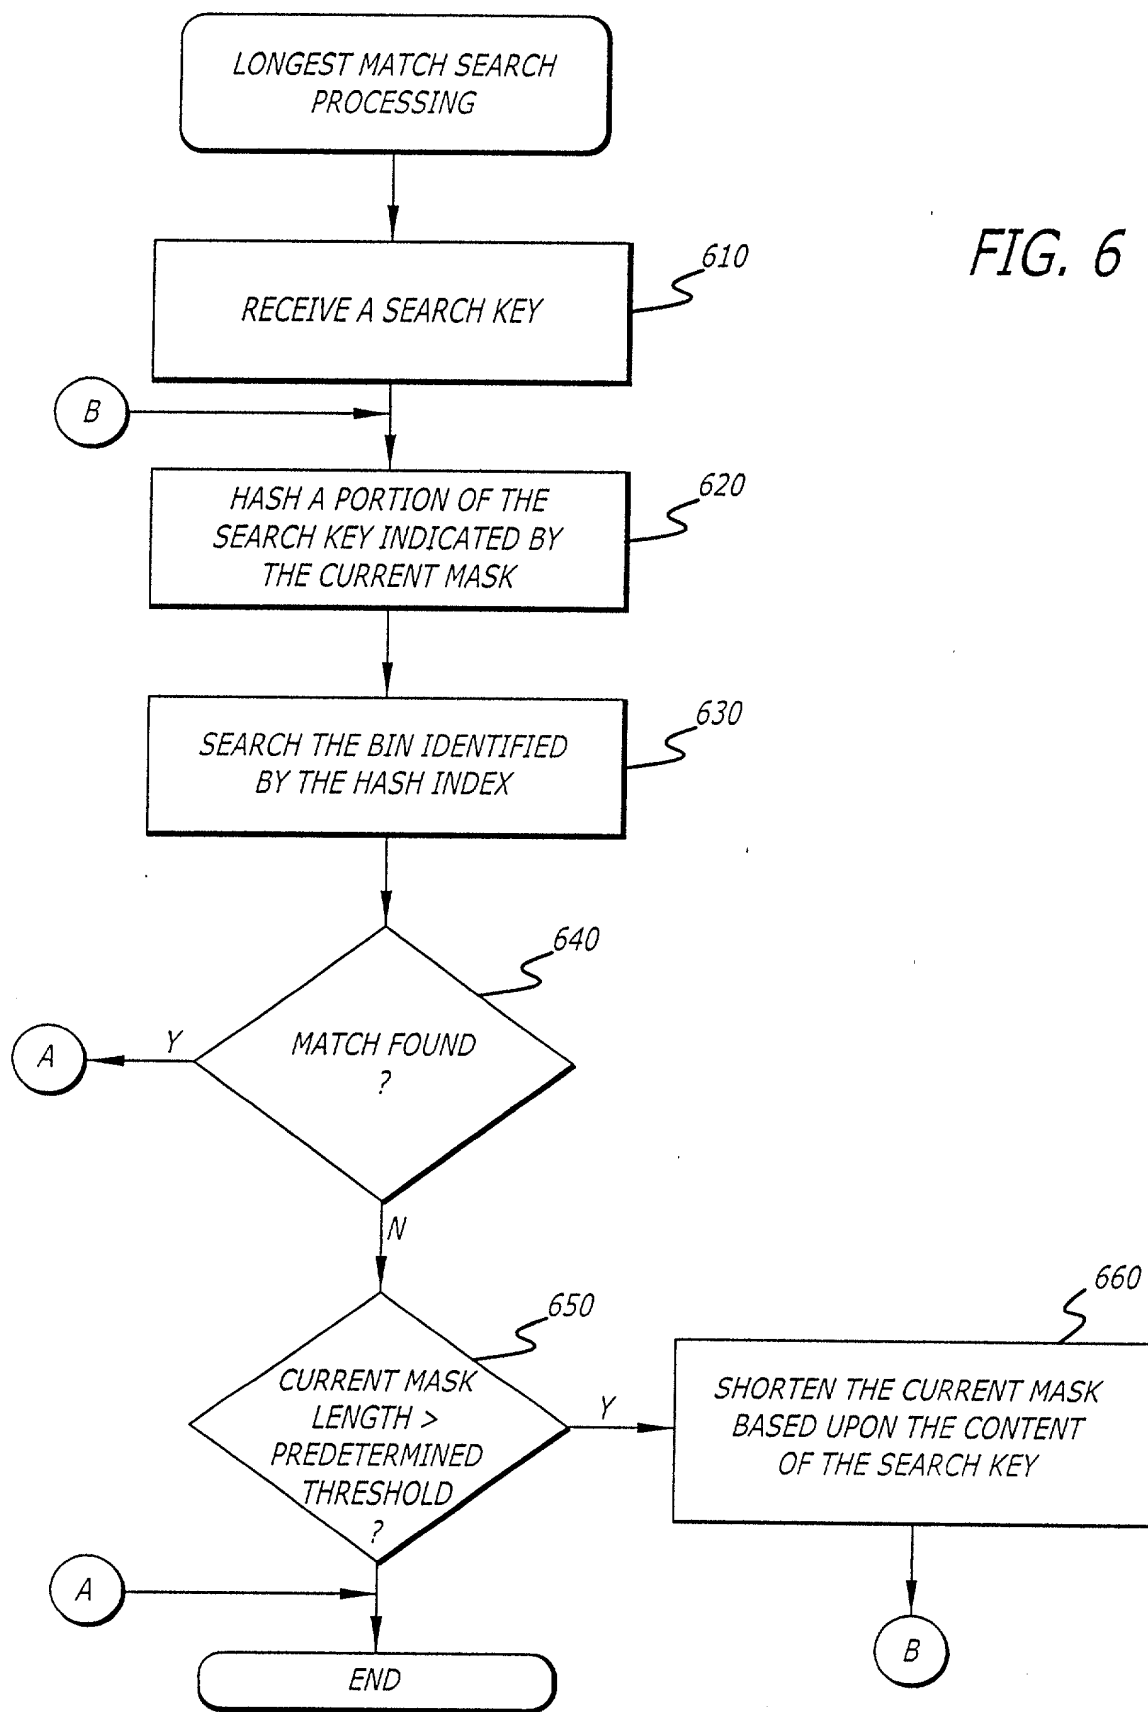 LONGEST MATCH SEARCH
PROCESSING
FIG. 6
610
RECEIVE A SEARCH KEY
B
620
HASH A PORTION OF THE
SEARCH KEY INDICATED BY
THE CURRENT MASK
630
SEARCH THE BIN IDENTIFIED
BY THE HASH INDEX
640
MATCH FOUND
?
Y
A
N
650
CURRENT MASK
LENGTH >
PREDETERMINED
THRESHOLD
?
Y
660
SHORTEN THE CURRENT MASK
BASED UPON THE CONTENT
OF THE SEARCH KEY
A
B
END